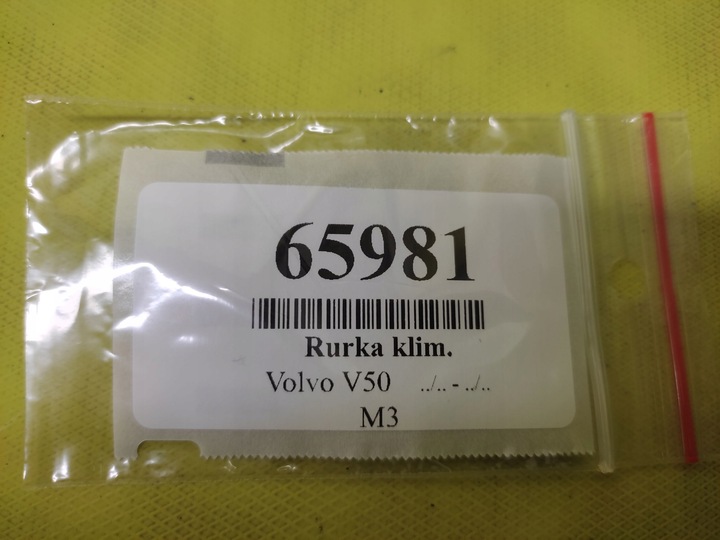 65981
Rurka klim.
Volvo V50 ../.. - ../..
M3